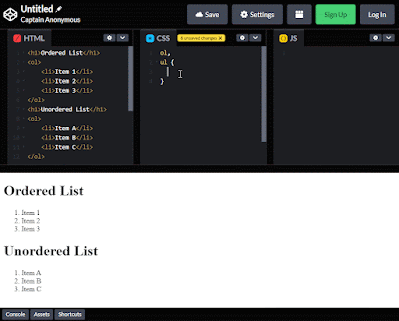 Untitled
Captain Anonymous
Save
Settings
Sign Up
Log In
HTML
<h1>Ordered List</h1>
<ol>
<li>Item 1</li>
<li>Item 2</li>
<li>Item 3</li>
</ol>
<h1>Unordered List</h1>
<ol>
<li>Item A</li>
<li>Item B</li>
<li>Item C</li>
</ol>
CSS
5 unsaved changes X
ol,
ul {
}
JS
Ordered List
1. Item 1
2. Item 2
3. Item 3
Unordered List
1. Item A
2. Item B
3. Item C
Console
Assets
Shortcuts